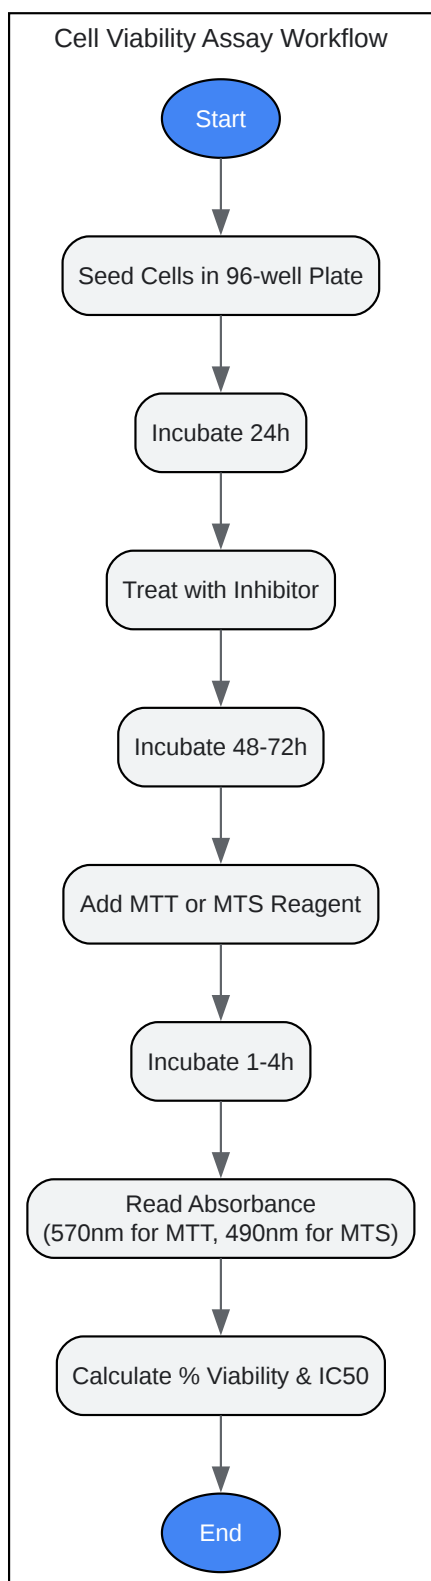 Cell Viability Assay Workflow
Start
Seed Cells in 96-well Plate
Incubate 24h
Treat with Inhibitor
Incubate 48-72h
Add MTT or MTS Reagent
Incubate 1-4h
Read Absorbance
(570nm for MTT, 490nm for MTS)
Calculate % Viability & IC50
End